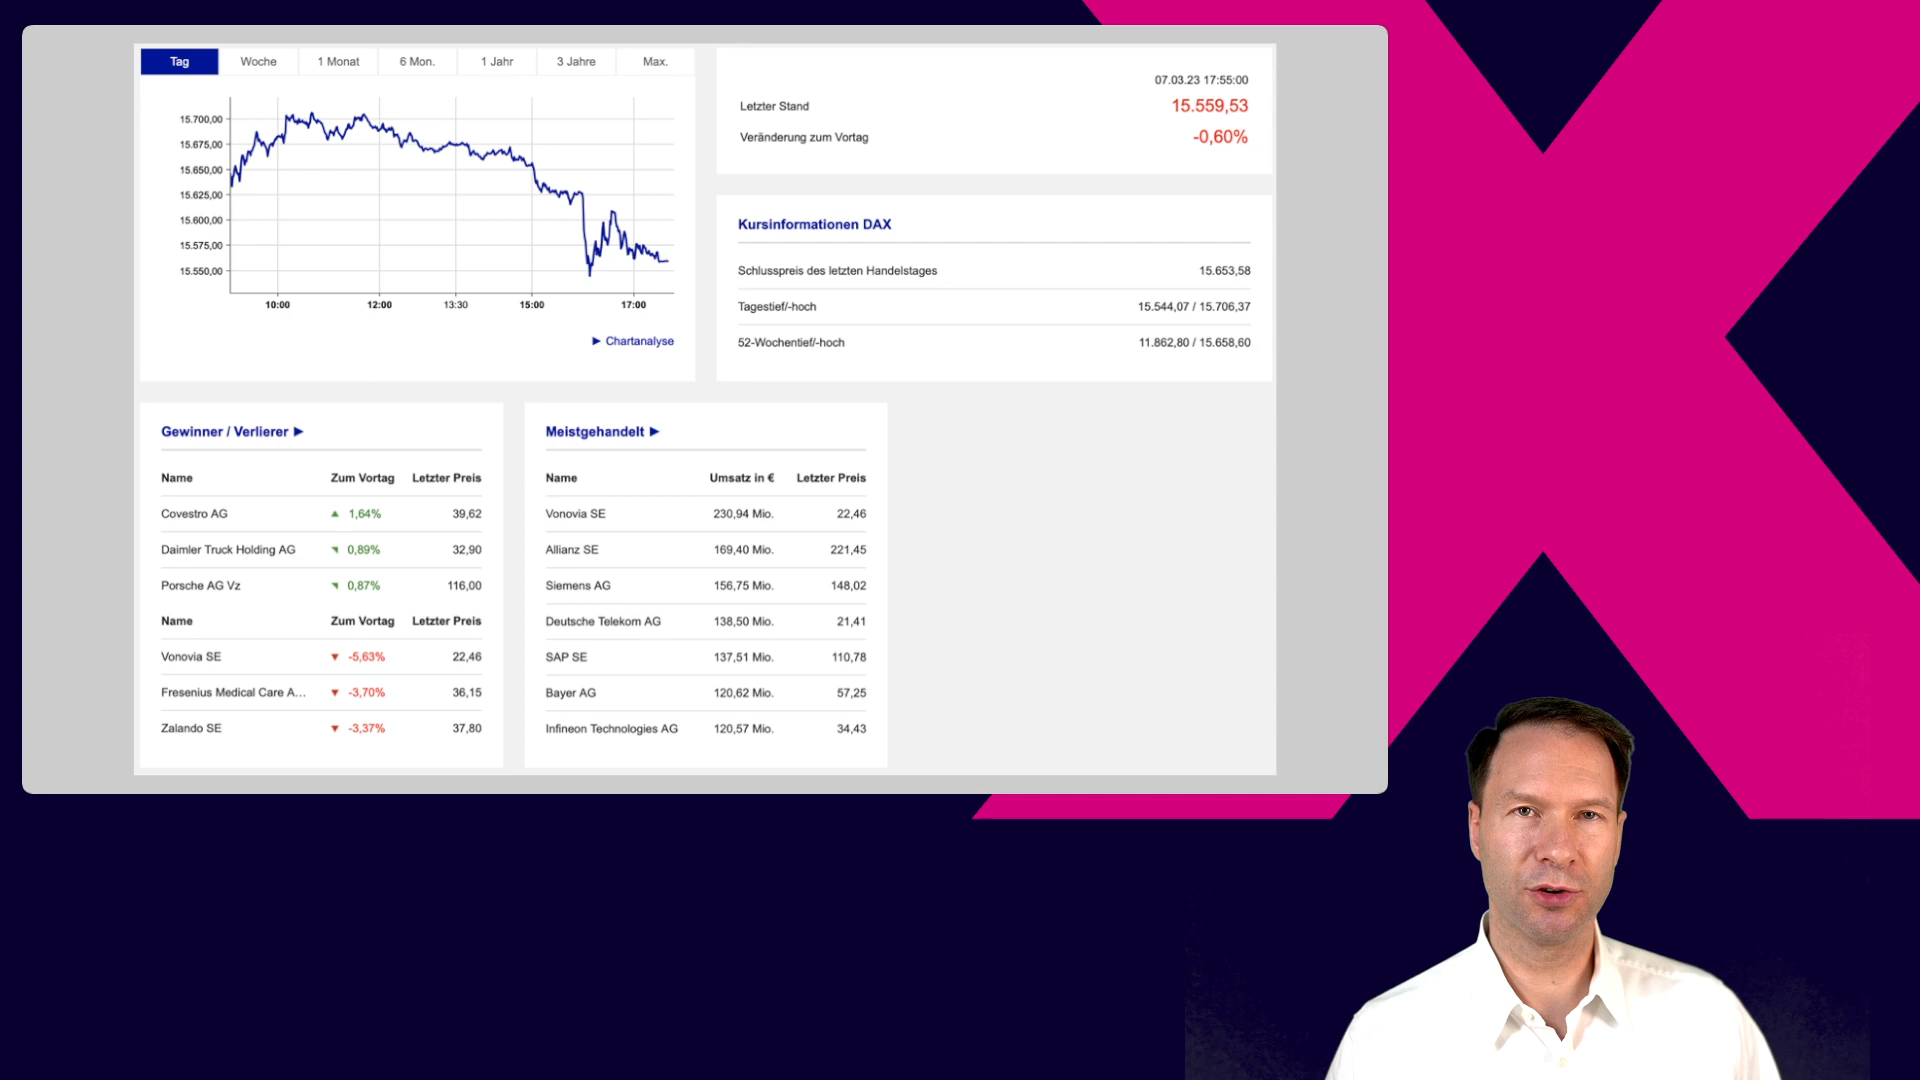 Tag Woche 1 Monat 6 Mon. 1 Jahr 3 Jahre Max.
15.700,00
15.675,00
15.650,00
15.625,00
15.600,00
15.575,00
15.550,00
10:00 12:00 13:30 15:00 17:00
► Chartanalyse
07.03.23 17:55:00
Letzter Stand 15.559,53
Veränderung zum Vortag -0,60%
Kursinformationen DAX
Schlusspreis des letzten Handelstages 15.653,58
Tagestief/-hoch 15.544,07 / 15.706,37
52-Wochentief/-hoch 11.862,80 / 15.658,60
Gewinner / Verlierer ►
Name Zum Vortag Letzter Preis
Covestro AG ▲ 1,64% 39,62
Daimler Truck Holding AG ◥ 0,89% 32,90
Porsche AG Vz ◥ 0,87% 116,00
Name Zum Vortag Letzter Preis
Vonovia SE ▼ -5,63% 22,46
Fresenius Medical Care A... ▼ -3,70% 36,15
Zalando SE ▼ -3,37% 37,80
Meistgehandelt ►
Name Umsatz in € Letzter Preis
Vonovia SE 230,94 Mio. 22,46
Allianz SE 169,40 Mio. 221,45
Siemens AG 156,75 Mio. 148,02
Deutsche Telekom AG 138,50 Mio. 21,41
SAP SE 137,51 Mio. 110,78
Bayer AG 120,62 Mio. 57,25
Infineon Technologies AG 120,57 Mio. 34,43